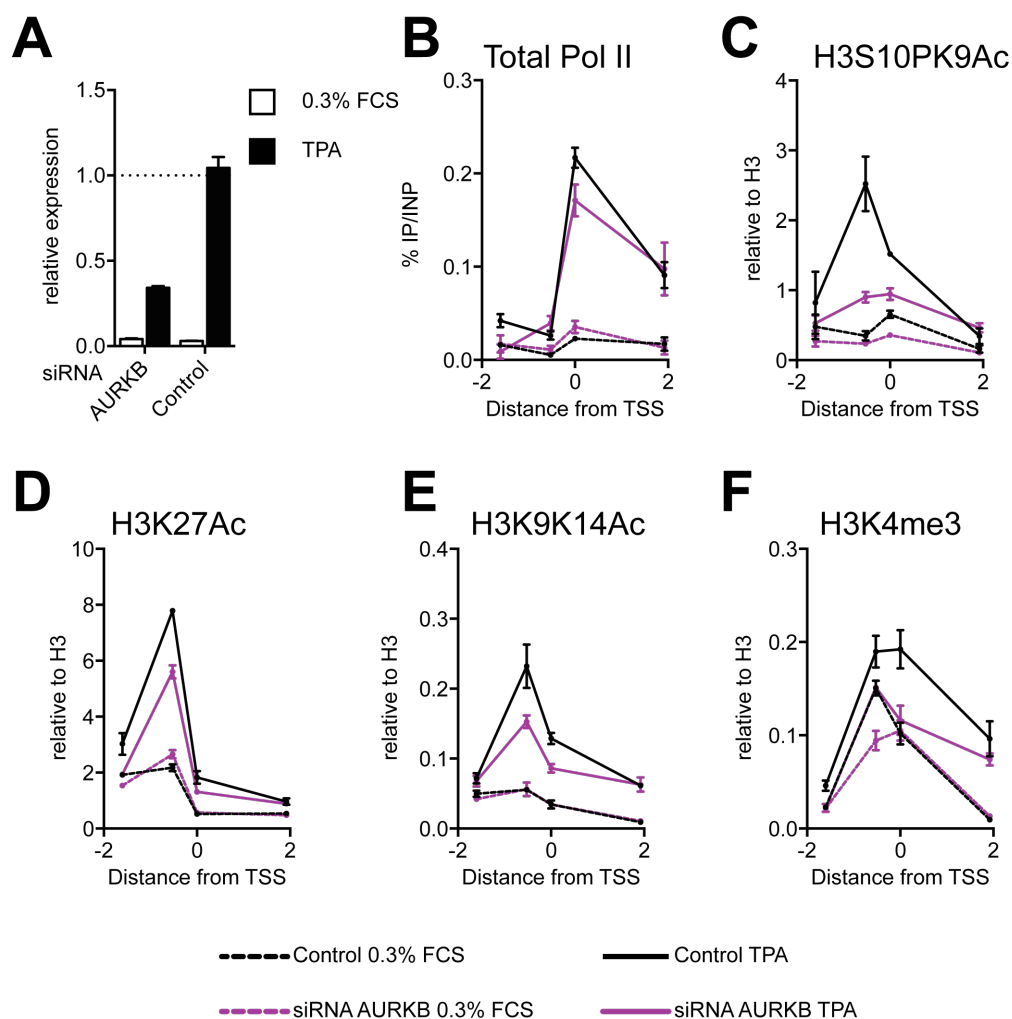 A
relative expression
1.5
1.0
0.5
0.0
siRNA
AURKB
Control
0.3% FCS
TPA
B
Total Pol II
% IP/INP
0.3
0.2
0.1
0.0
-2 0 2
Distance from TSS
C
H3S10PK9Ac
relative to H3
4
3
2
1
0
-2 0 2
Distance from TSS
D
H3K27Ac
relative to H3
10
8
6
4
2
0
-2 0 2
Distance from TSS
E
H3K9K14Ac
relative to H3
0.4
0.3
0.2
0.1
0.0
-2 0 2
Distance from TSS
F
H3K4me3
relative to H3
0.3
0.2
0.1
0.0
-2 0 2
Distance from TSS
Control 0.3% FCS
Control TPA
siRNA AURKB 0.3% FCS
siRNA AURKB TPA